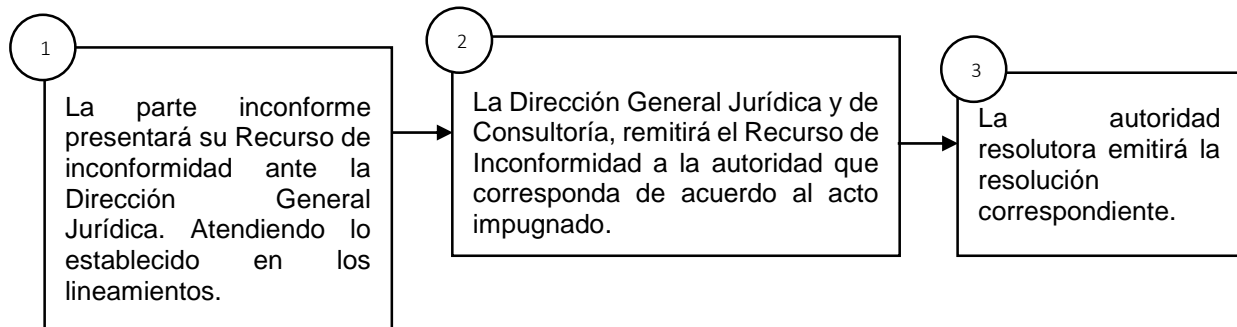 1
La parte inconforme
presentará su Recurso de
inconformidad ante la
Dirección General
Jurídica. Atendiendo lo
establecido en los
lineamientos.
2
La Dirección General Jurídica y de
Consultoría, remitirá el Recurso de
Inconformidad a la autoridad que
corresponda de acuerdo al acto
impugnado.
3
La autoridad
resolutora emitirá la
resolución
correspondiente.